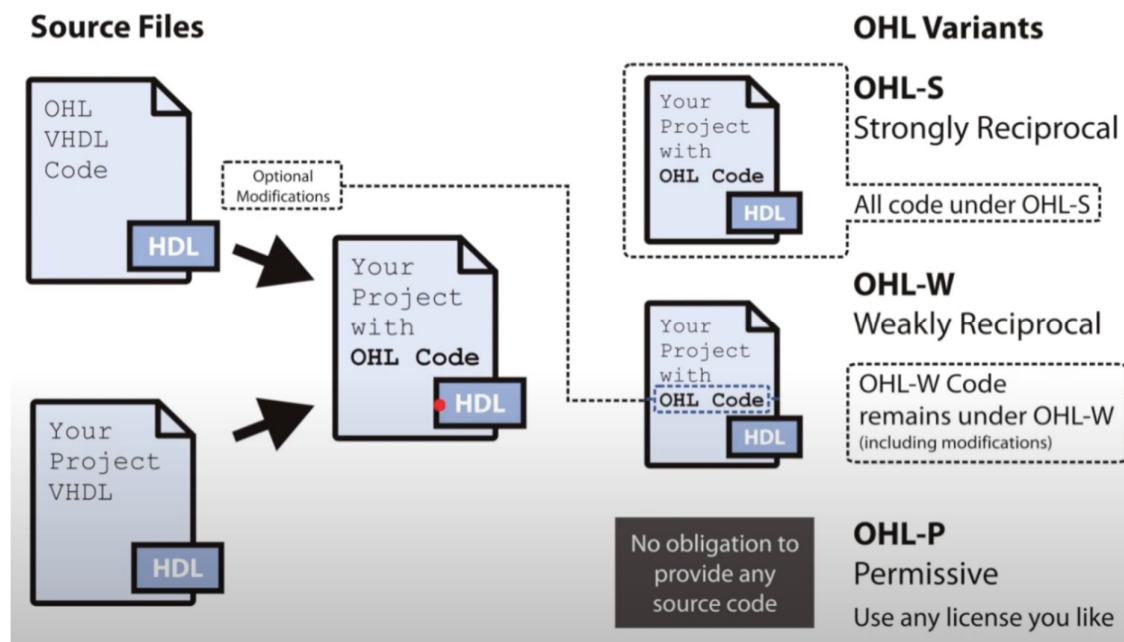 Source Files
OHL
VHDL
Code
HDL
Your
Project
VHDL
HDL
Optional
Modifications
Your
Project
with
OHL Code
HDL
OHL Variants
Your
Project
with
OHL Code
HDL
OHL-S
Strongly Reciprocal
All code under OHL-S
Your
Project
with
OHL Code
HDL
OHL-W
Weakly Reciprocal
OHL-W Code
remains under OHL-W
(including modifications)
No obligation to
provide any
source code
OHL-P
Permissive
Use any license you like